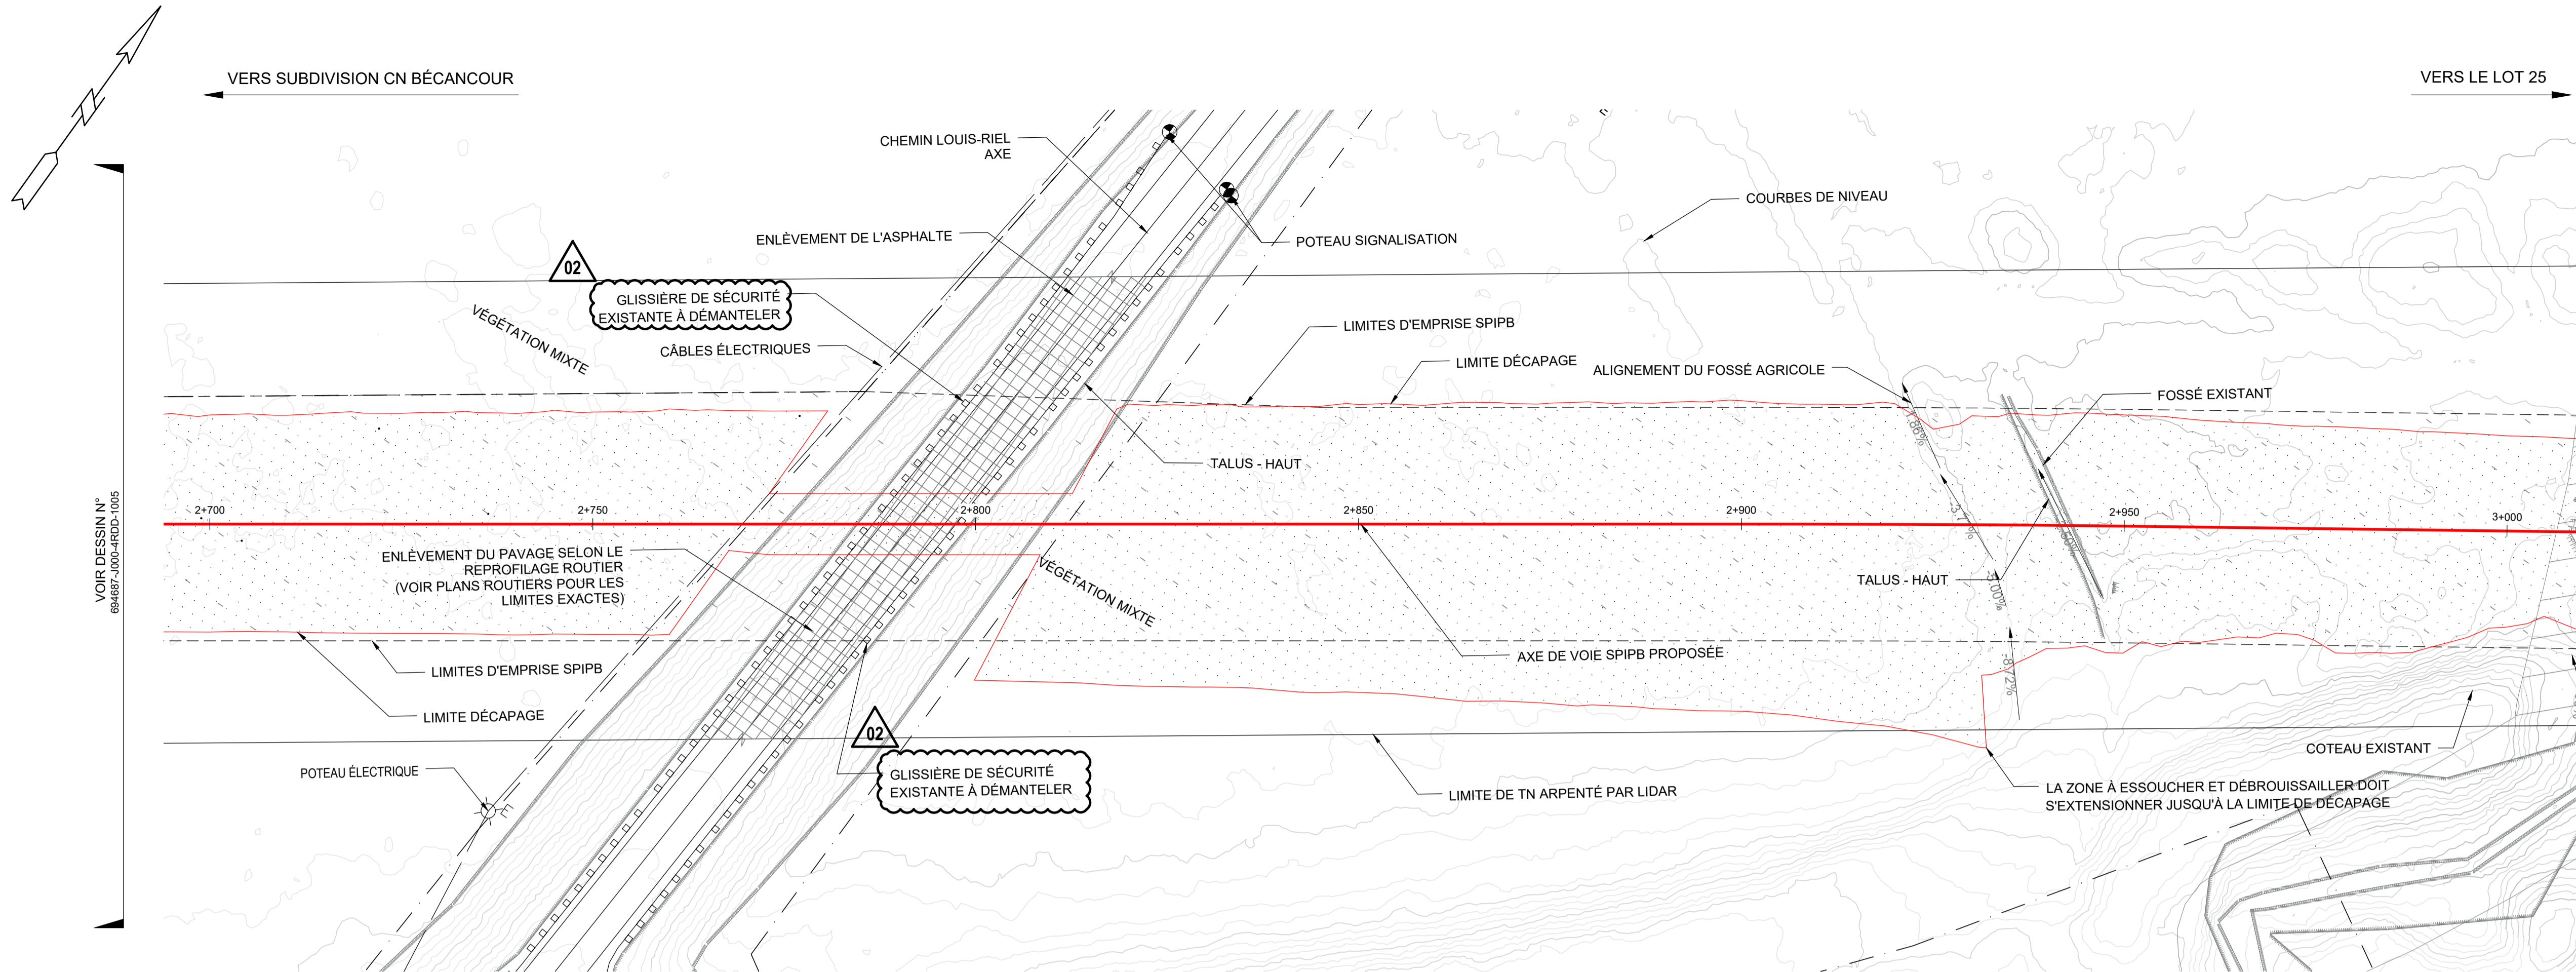 VERS SUBDIVISION CN BÉCANCOUR
VERS LE LOT 25
CHEMIN LOUIS-RIEL
AXE
COURBES DE NIVEAU
ENLÈVEMENT DE L'ASPHALTE
POTEAU SIGNALISATION
02
GLISSIÈRE DE SÉCURITÉ
EXISTANTE À DÉMANTELER
VÉGÉTATION MIXTE
CÂBLES ÉLECTRIQUES
LIMITES D'EMPRISE SPIPB
LIMITE DÉCAPAGE
ALIGNEMENT DU FOSSÉ AGRICOLE
FOSSÉ EXISTANT
TALUS - HAUT
VOIR DESSIN N°
694687-J0000-4RDD-1005
2+700
2+750
2+800
2+850
2+900
2+950
3+000
ENLÈVEMENT DU PAVAGE SELON LE
REPROFILAGE ROUTIER
(VOIR PLANS ROUTIERS POUR LES
LIMITES EXACTES)
VÉGÉTATION MIXTE
TALUS - HAUT
AXE DE VOIE SPIPB PROPOSÉE
LIMITES D'EMPRISE SPIPB
LIMITE DÉCAPAGE
02
GLISSIÈRE DE SÉCURITÉ
EXISTANTE À DÉMANTELER
POTEAU ÉLECTRIQUE
E
LIMITE DE TN ARPENTÉ PAR LIDAR
COTEAU EXISTANT
LA ZONE À ESSOUCHER ET DÉBROUISSAILLER DOIT
S'EXTENSIONNER JUSQU'À LA LIMITE DE DÉCAPAGE